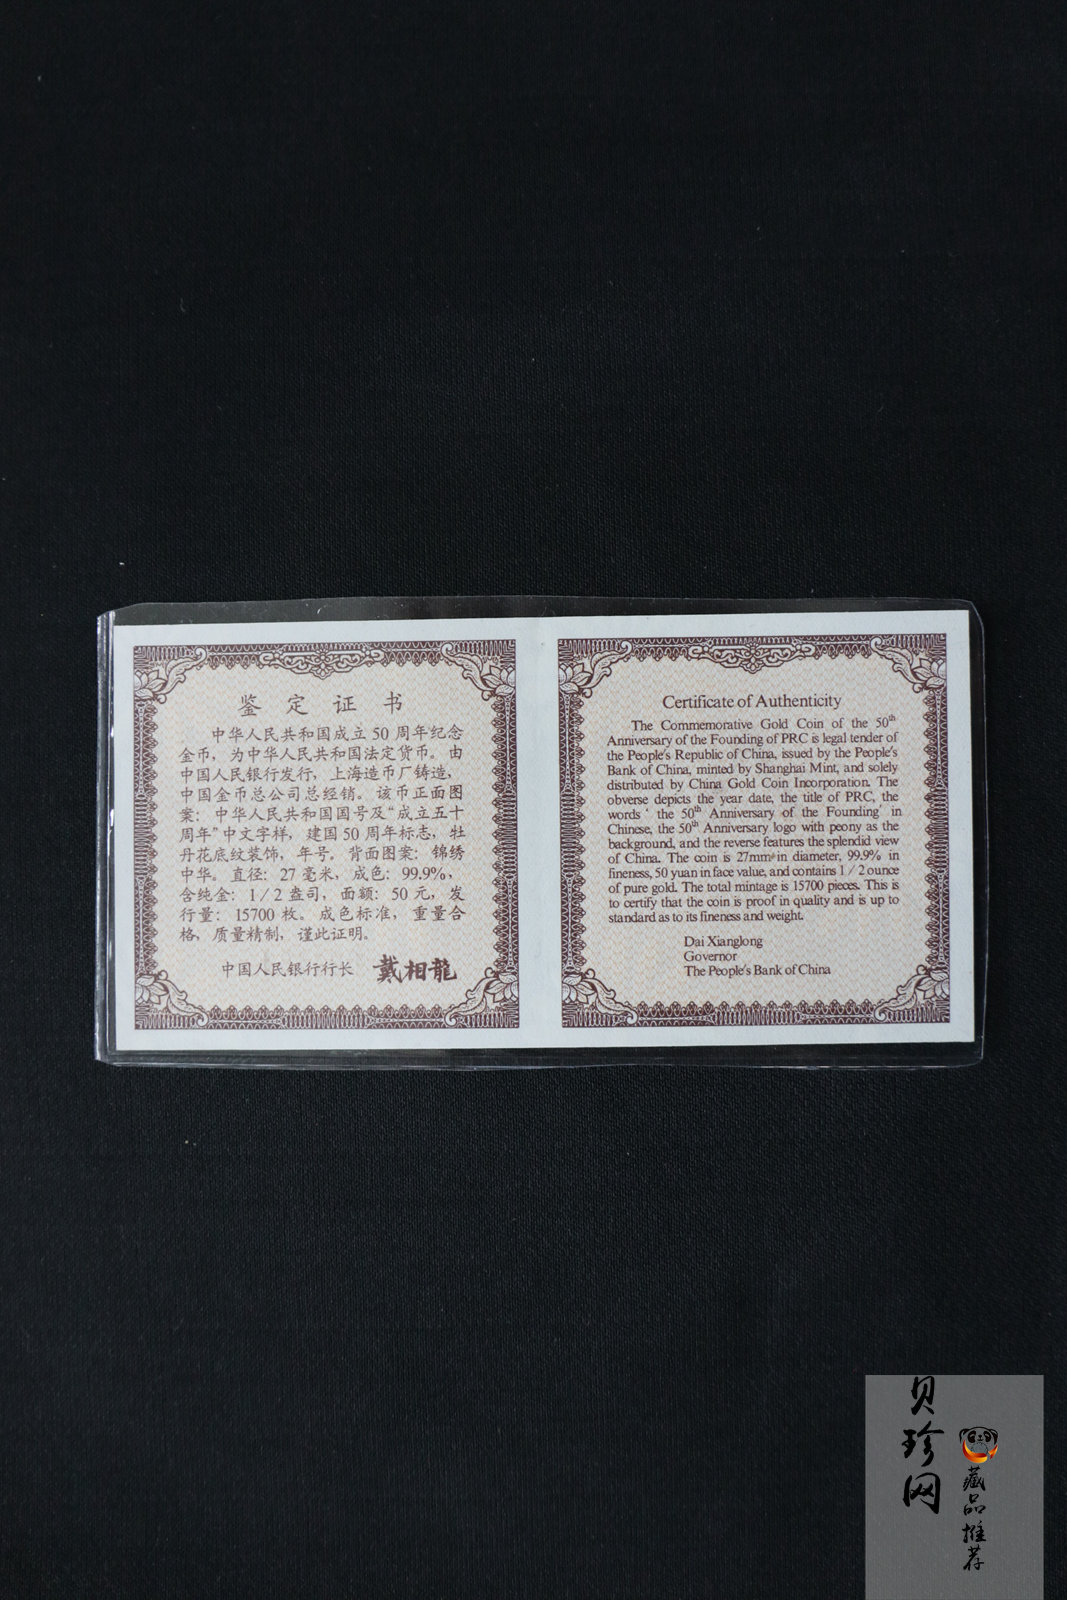 鉴定证书
中华人民共和国成立50周年纪念
金币，为中华人民共和国法定货币。由
中国人民银行发行，上海造币厂铸造，
中国金币总公司总经销。该币正面图
案：中华人民共和国国号及“成立五十
周年”中文字样，建国50周年标志，牡
丹花底纹装饰，年号。背面图案：锦绣
中华。直径：27毫米，成色：99.9%，
含纯金：1/2盎司，面额：50元，发
行量：15700枚。成色标准，重量合
格，质量精制，谨此证明。
中国人民银行行长 戴相龍
Certificate of Authenticity
The Commemorative Gold Coin of the 50th
Anniversary of the Founding of PRC is legal tender of
the People's Republic of China, issued by the People's
Bank of China, minted by Shanghai Mint, and solely
distributed by China Gold Coin Incorporation. The
obverse depicts the year date, the title of PRC, the
words ‘ the 50th Anniversary of the Founding’ in
Chinese, the 50th Anniversary logo with peony as the
background, and the reverse features the splendid view
of China. The coin is 27mm in diameter, 99.9% in
fineness, 50 yuan in face value, and contains 1/2 ounce
of pure gold. The total mintage is 15700 pieces. This is
to certify that the coin is proof in quality and is up to
standard as to its fineness and weight.
Dai Xianglong
Governor
The People's Bank of China
贝珍网
藏品推荐